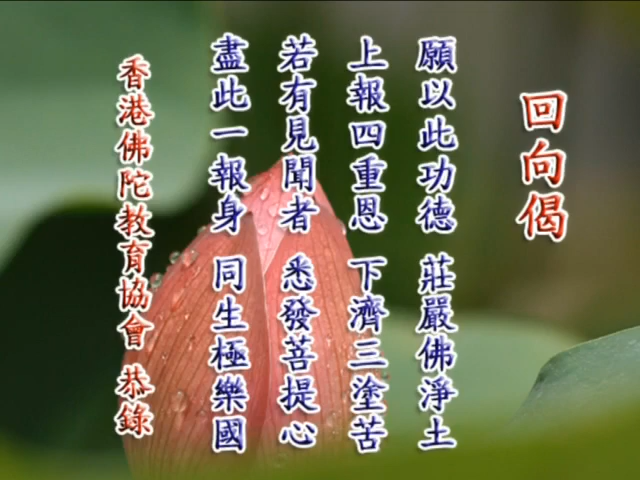 回向偈
願以此功德 莊嚴佛淨土
上報四重恩 下濟三塗苦
若有見聞者 悉發菩提心
盡此一報身 同生極樂國
香港佛陀教育協會 恭錄